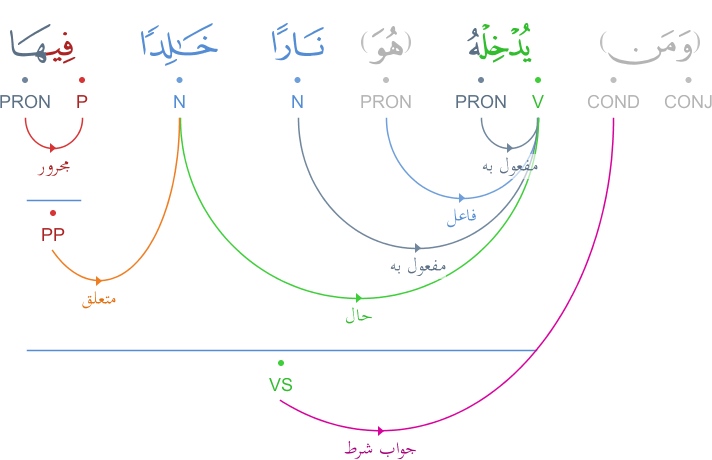 (وَمَن) يُدْخِلْهُ (هُوَ) نَارًا خَـٰلِدًا فِيهَا
CONJ COND V PRON PRON N N P PRON
مفعول به
مجرور
فاعل
PP
مفعول به
متعلق
حال
VS
جواب شرط